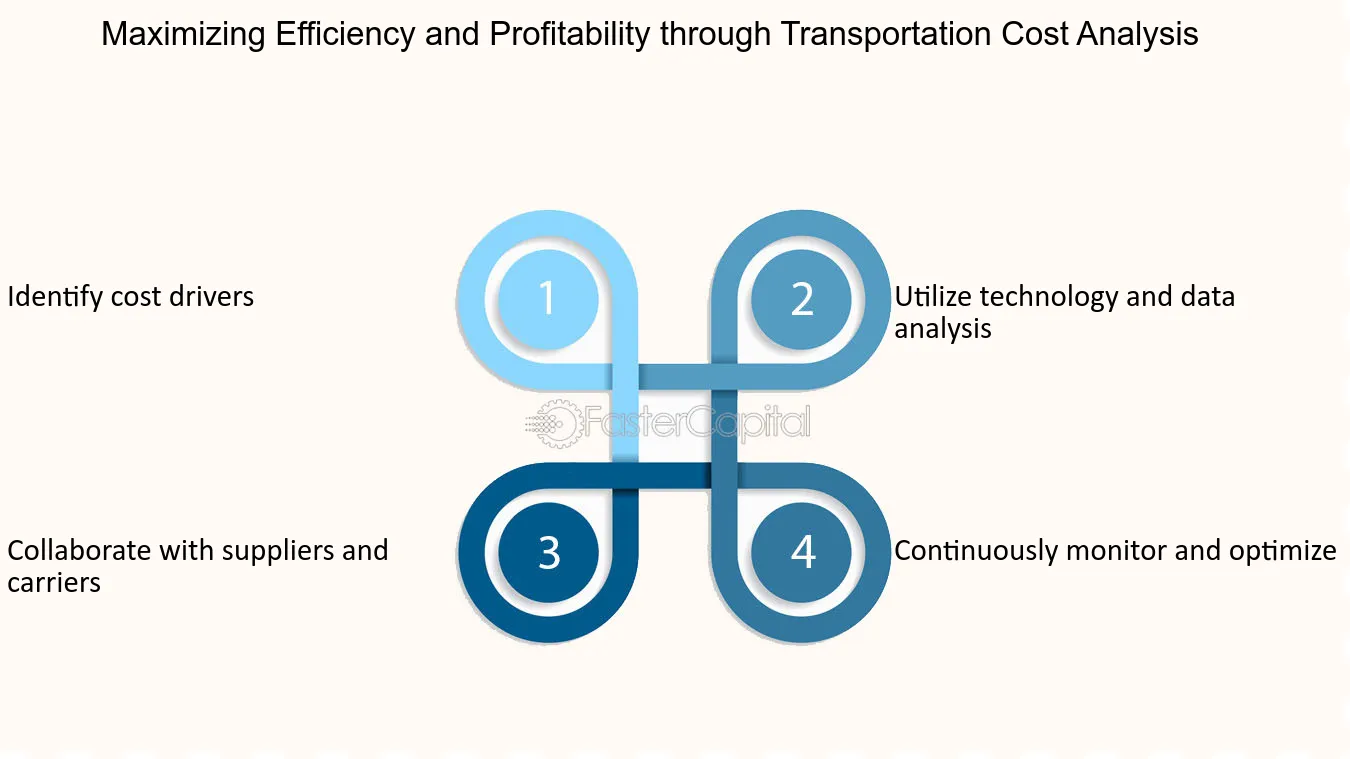 Maximizing Efficiency and Profitability through Transportation Cost Analysis
1
Identify cost drivers
2
Utilize technology and data
analysis
FasterCapital
3
Collaborate with suppliers and
carriers
4
Continuously monitor and optimize